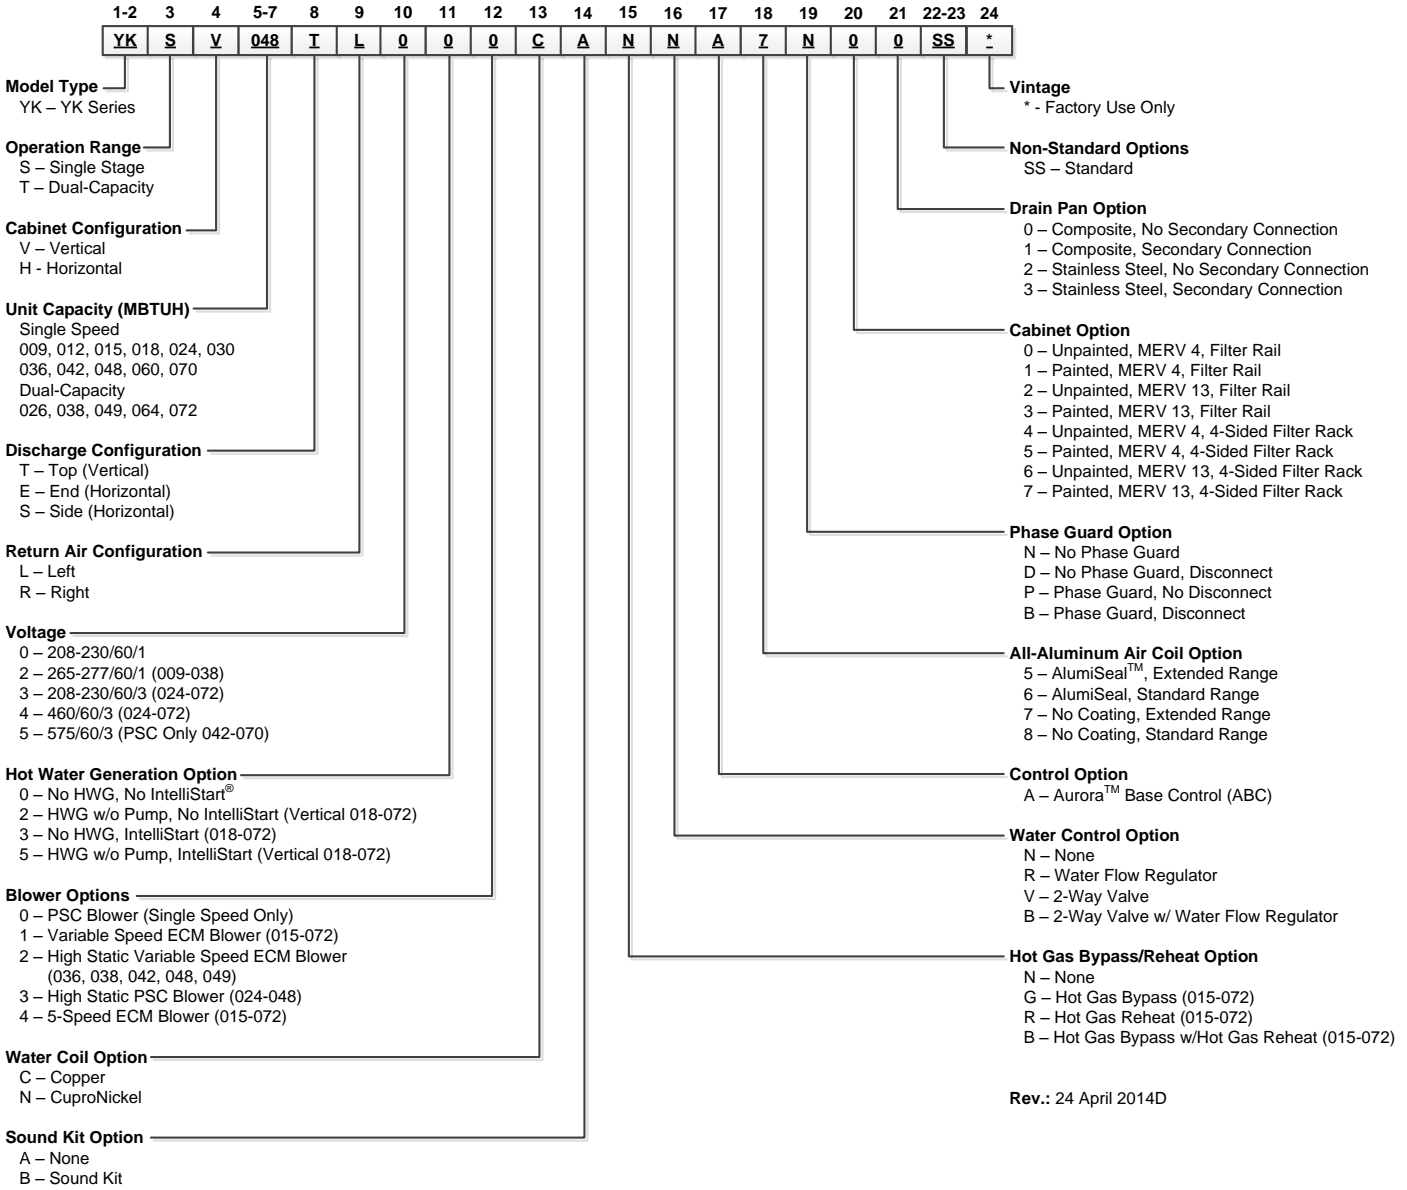 1-2 3 4 5-7 8 9 10 11 12 13 14 15 16 17 18 19 20 21 22-23 24
YK S V 048 T L 0 0 0 C A N N A 7 N 0 0 SS *
Model Type
YK – YK Series
Operation Range
S – Single Stage
T – Dual-Capacity
Cabinet Configuration
V – Vertical
H - Horizontal
Unit Capacity (MBTUH)
Single Speed
009, 012, 015, 018, 024, 030
036, 042, 048, 060, 070
Dual-Capacity
026, 038, 049, 064, 072
Discharge Configuration
T – Top (Vertical)
E – End (Horizontal)
S – Side (Horizontal)
Return Air Configuration
L – Left
R – Right
Voltage
0 – 208-230/60/1
2 – 265-277/60/1 (009-038)
3 – 208-230/60/3 (024-072)
4 – 460/60/3 (024-072)
5 – 575/60/3 (PSC Only 042-070)
Hot Water Generation Option
0 – No HWG, No IntelliStart®
2 – HWG w/o Pump, No IntelliStart (Vertical 018-072)
3 – No HWG, IntelliStart (018-072)
5 – HWG w/o Pump, IntelliStart (Vertical 018-072)
Blower Options
0 – PSC Blower (Single Speed Only)
1 – Variable Speed ECM Blower (015-072)
2 – High Static Variable Speed ECM Blower
(036, 038, 042, 048, 049)
3 – High Static PSC Blower (024-048)
4 – 5-Speed ECM Blower (015-072)
Water Coil Option
C – Copper
N – CuproNickel
Sound Kit Option
A – None
B – Sound Kit
Vintage
* - Factory Use Only
Non-Standard Options
SS – Standard
Drain Pan Option
0 – Composite, No Secondary Connection
1 – Composite, Secondary Connection
2 – Stainless Steel, No Secondary Connection
3 – Stainless Steel, Secondary Connection
Cabinet Option
0 – Unpainted, MERV 4, Filter Rail
1 – Painted, MERV 4, Filter Rail
2 – Unpainted, MERV 13, Filter Rail
3 – Painted, MERV 13, Filter Rail
4 – Unpainted, MERV 4, 4-Sided Filter Rack
5 – Painted, MERV 4, 4-Sided Filter Rack
6 – Unpainted, MERV 13, 4-Sided Filter Rack
7 – Painted, MERV 13, 4-Sided Filter Rack
Phase Guard Option
N – No Phase Guard
D – No Phase Guard, Disconnect
P – Phase Guard, No Disconnect
B – Phase Guard, Disconnect
All-Aluminum Air Coil Option
5 – AlumiSeal™, Extended Range
6 – AlumiSeal, Standard Range
7 – No Coating, Extended Range
8 – No Coating, Standard Range
Control Option
A – Aurora™ Base Control (ABC)
Water Control Option
N – None
R – Water Flow Regulator
V – 2-Way Valve
B – 2-Way Valve w/ Water Flow Regulator
Hot Gas Bypass/Reheat Option
N – None
G – Hot Gas Bypass (015-072)
R – Hot Gas Reheat (015-072)
B – Hot Gas Bypass w/Hot Gas Reheat (015-072)
Rev.: 24 April 2014D